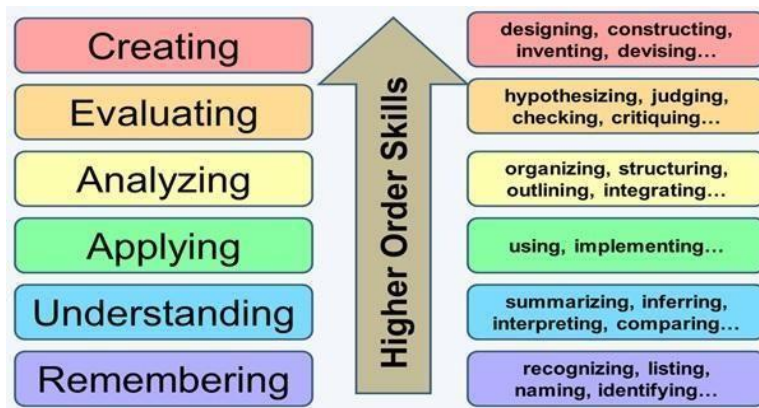 Creating
designing, constructing,
inventing, devising...
Evaluating
hypothesizing, judging,
checking, critiquing...
Analyzing
organizing, structuring,
outlining, integrating...
Applying
using, implementing...
Understanding
summarizing, inferring,
interpreting, comparing...
Remembering
recognizing, listing,
naming, identifying...
Higher Order Skills